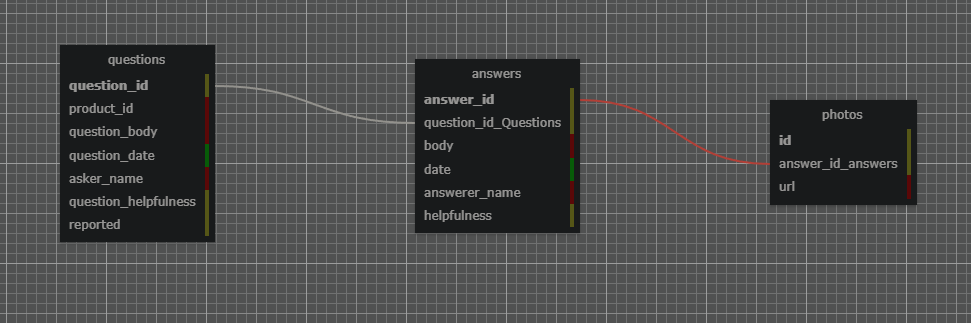 questions
question_id
product_id
question_body
question_date
asker_name
question_helpfulness
reported
answers
answer_id
question_id_Questions
body
date
answerer_name
helpfulness
photos
id
answer_id_answers
url